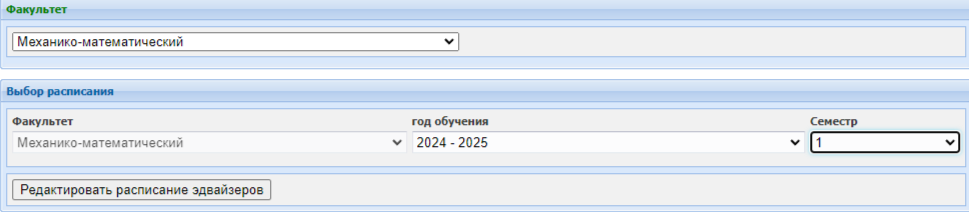 Факультет
Механико-математический
Выбор расписания
Факультет год обучения Семестр
Механико-математический 2024 - 2025 1
Редактировать расписание эдвайзеров